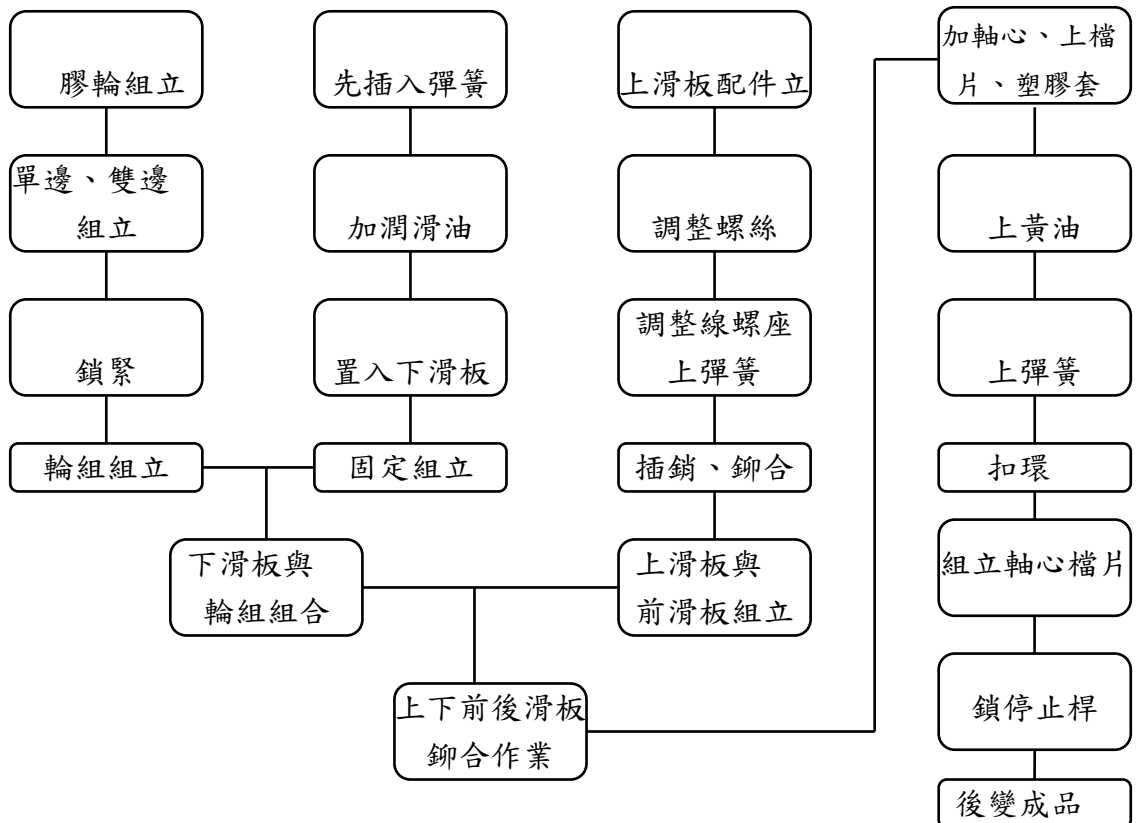 膠輪組立
單邊、雙邊
組立
鎖緊
輪組組立
先插入彈簧
加潤滑油
置入下滑板
固定組立
下滑板與
輪組組合
上滑板配件立
調整螺絲
調整線螺座
上彈簧
插銷、鉚合
上滑板與
前滑板組立
上下前後滑板
鉚合作業
加軸心、上檔
片、塑膠套
上黃油
上彈簧
扣環
組立軸心檔片
鎖停止桿
後變成品